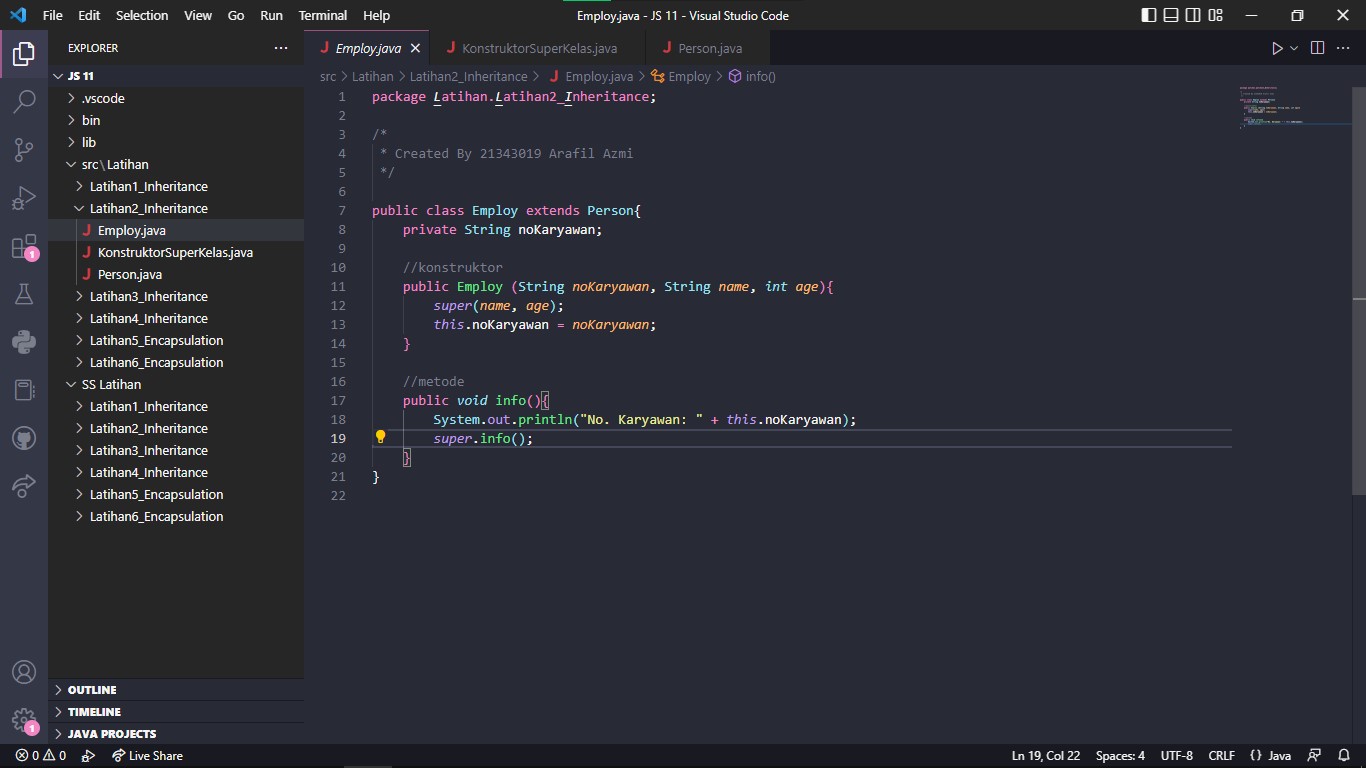 File Edit Selection View Go Run Terminal Help
Employ.java - JS 11 - Visual Studio Code
EXPLORER
JS 11
.vscode
bin
lib
src\Latihan
Latihan1_Inheritance
Latihan2_Inheritance
Employ.java
KonstruktorSuperKelas.java
Person.java
Latihan3_Inheritance
Latihan4_Inheritance
Latihan5_Encapsulation
Latihan6_Encapsulation
SS Latihan
Latihan1_Inheritance
Latihan2_Inheritance
Latihan3_Inheritance
Latihan4_Inheritance
Latihan5_Encapsulation
Latihan6_Encapsulation
OUTLINE
TIMELINE
JAVA PROJECTS
1
1
Employ.java KonstruktorSuperKelas.java Person.java
src > Latihan > Latihan2_Inheritance > Employ.java > Employ > info()
1 package Latihan.Latihan2_Inheritance;
2
3 /*
4 * Created By 21343019 Arafil Azmi
5 */
6
7 public class Employ extends Person{
8 private String noKaryawan;
9
10 //konstruktor
11 public Employ (String noKaryawan, String name, int age){
12 super(name, age);
13 this.noKaryawan = noKaryawan;
14 }
15
16 //metode
17 public void info(){
18 System.out.println("No. Karyawan: " + this.noKaryawan);
19 super.info();
20 }
21 }
22
0 0 Live Share
Ln 19, Col 22 Spaces: 4 UTF-8 CRLF {} Java